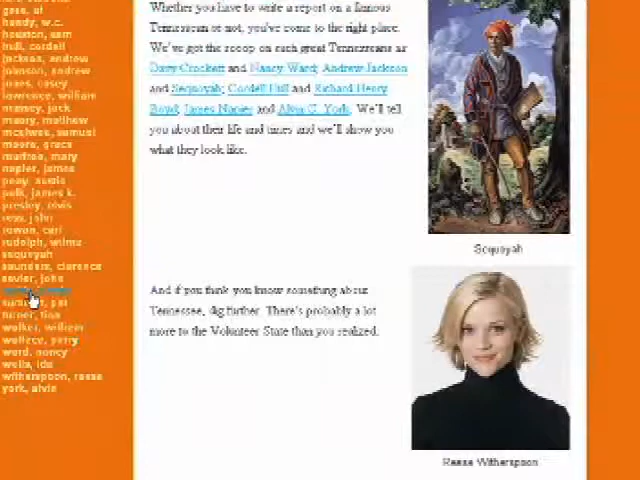 gore, al
handy, w.c.
houston, sam
hull, cordell
jackson, andrew
johnson, andrew
jones, casey
lawrence, william
massey, jack
maury, matthew
mcelwee, samuel
moore, grace
murfree, mary
napier, james
peay, austin
polk, james k.
presley, elvis
ross, john
rowan, carl
rudolph, wilma
sequoyah
saunders, clarence
sevier, john
summitt, pat
turner, tina
walker, william
wallace, perry
ward, nancy
wells, ida
witherspoon, reese
york, alvin
Whether you have to write a report on a famous
Tennessean or not, you've come to the right place.
We've got the scoop on such great Tennesseans as
Davy Crockett and Nancy Ward; Andrew Jackson
and Sequoyah; Cordell Hull and Richard Henry
Boyd; James Napier and Alvin C. York. We'll tell
you about their life and times and we'll show you
what they look like.
Sequoyah
And if you think you know something about
Tennessee, dig further. There's probably a lot
more to the Volunteer State than you realized.
Reese Witherspoon